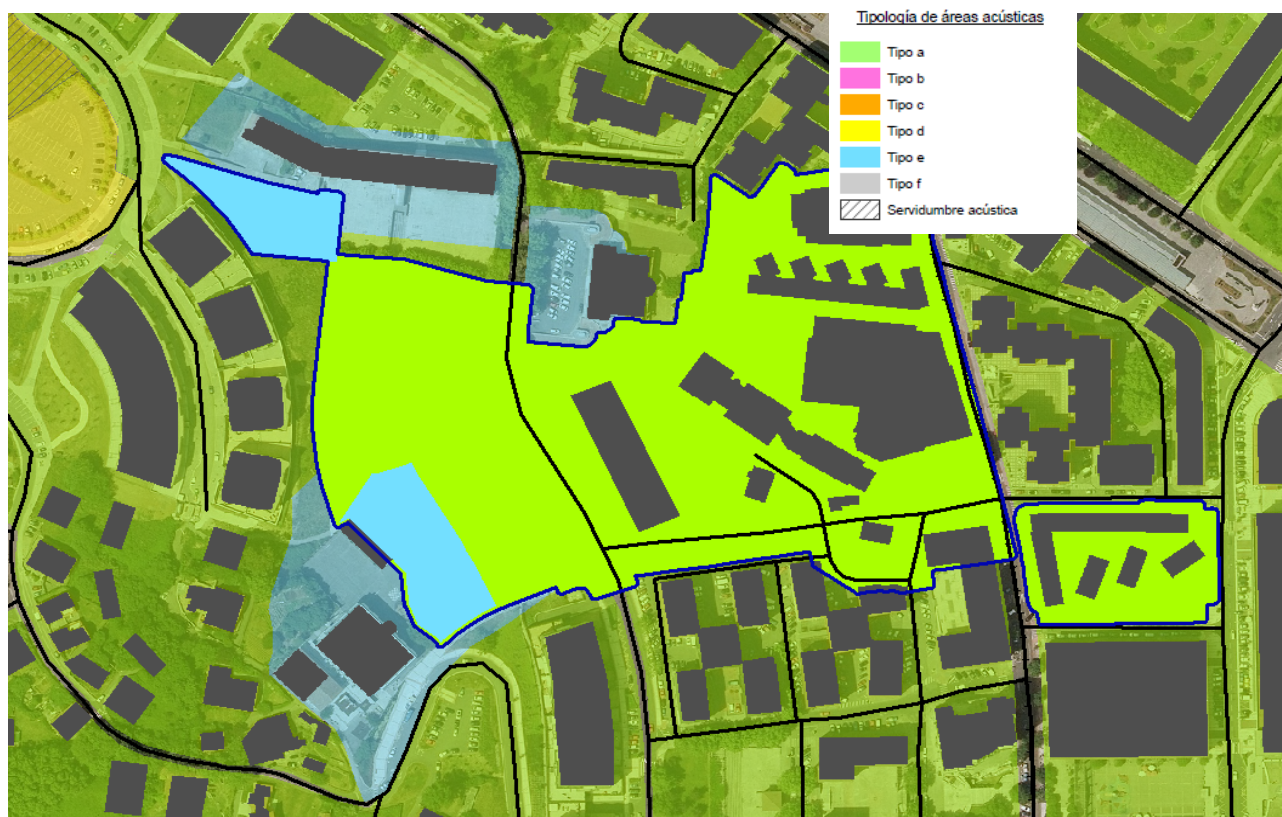 Tipología de áreas acústicas
Tipo a
Tipo b
Tipo c
Tipo d
Tipo e
Tipo f
Servidumbre acústica